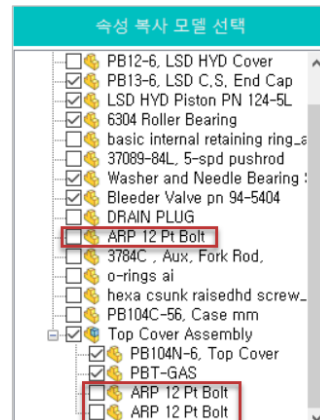 속성 복사 모델 선택
PB12-6, LSD HYD Cover
PB13-6, LSD C,S, End Cap
LSD HYD Piston PN 124-5L
6304 Roller Bearing
basic internal retaining ring_a
37089-84L, 5-spd pushrod
Washer and Needle Bearing
Bleeder Valve pn 94-5404
DRAIN PLUG
ARP 12 Pt Bolt
3784C , Aux, Fork Rod,
o-rings ai
hexa csunk raisedhd screw_
PB104C-56, Case mm
Top Cover Assembly
PB104N-6, Top Cover
PBT-GAS
ARP 12 Pt Bolt
ARP 12 Pt Bolt